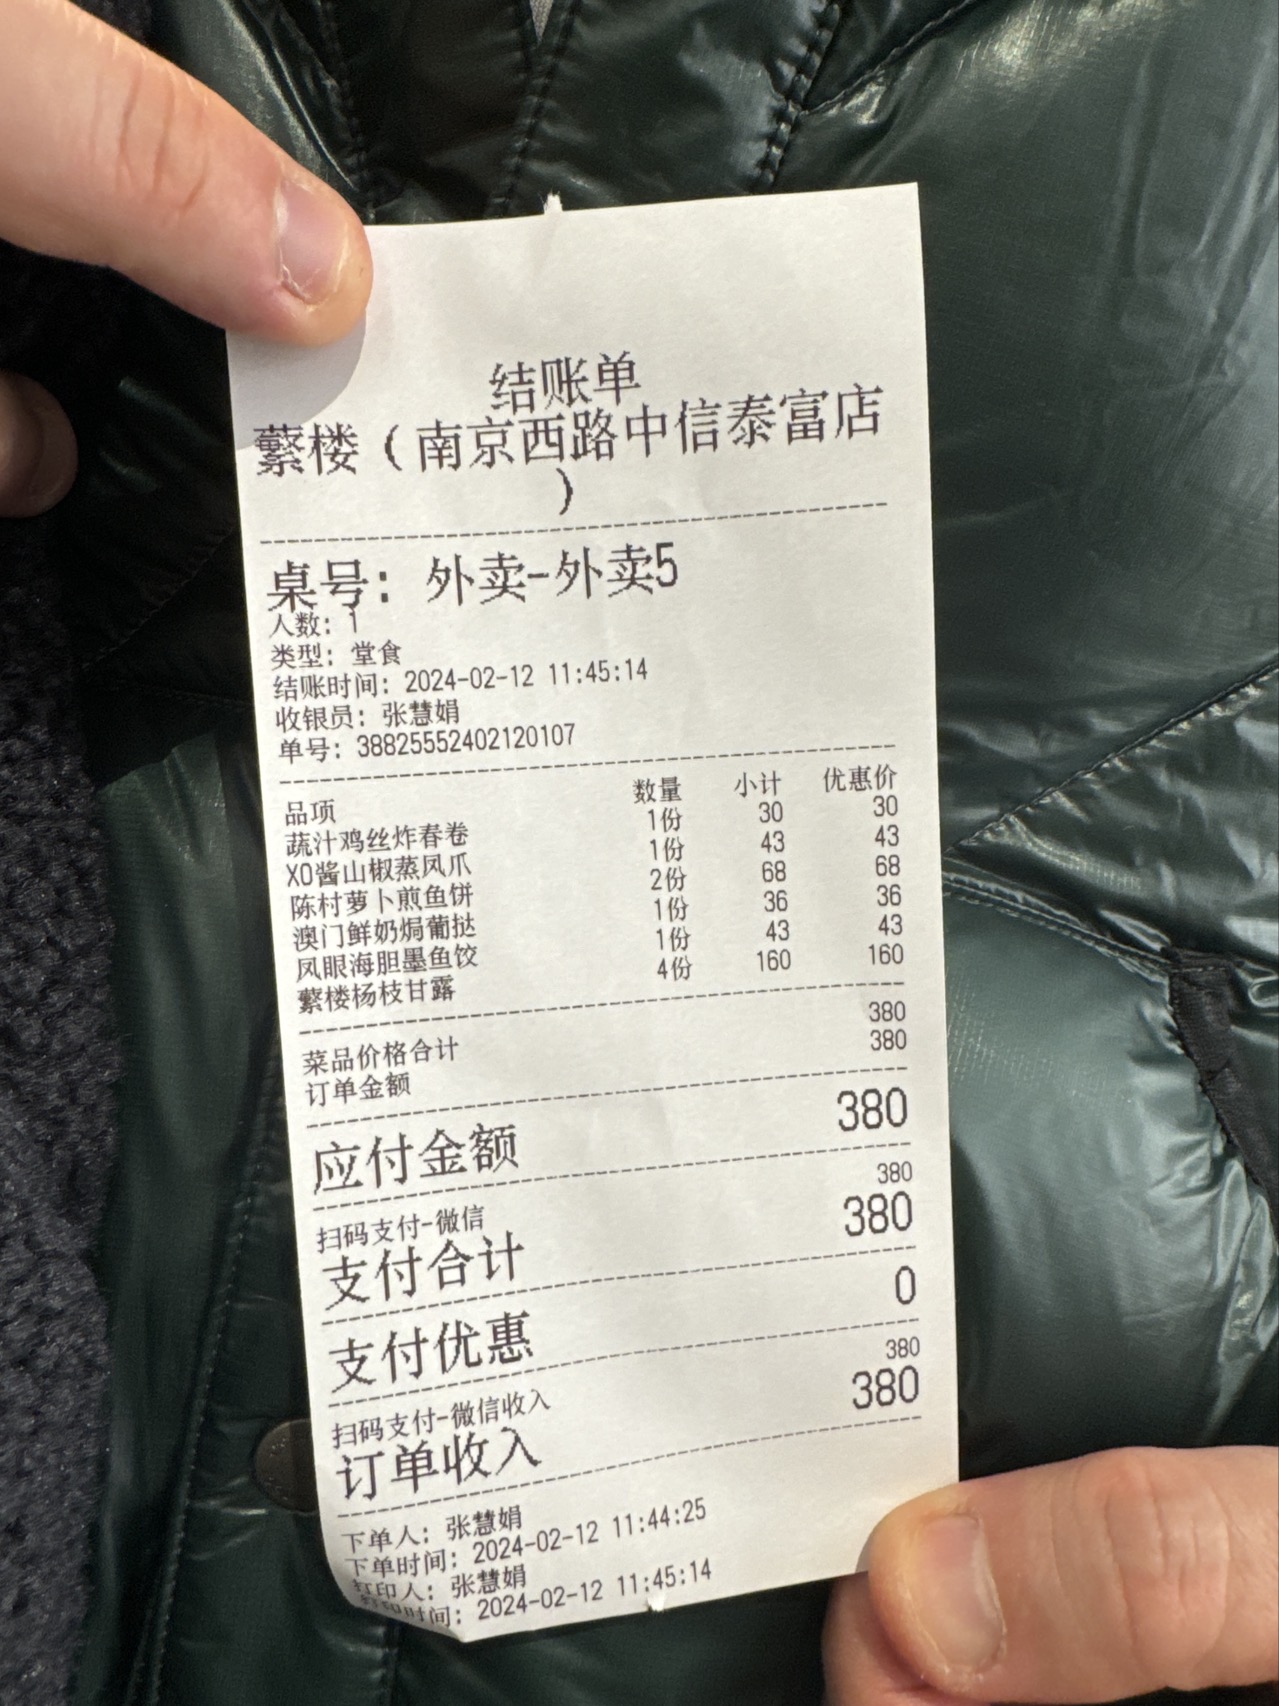 结账单
蘩楼（南京西路中信泰富店
）
桌号：外卖-外卖5
人数：1
类型：堂食
结账时间：2024-02-12 11:45:14
收银员：张慧娟
单号：38825552402120107
品项 数量 小计 优惠价
蔬汁鸡丝炸春卷 1份 30 30
XO酱山椒蒸凤爪 1份 43 43
陈村萝卜煎鱼饼 2份 68 68
澳门鲜奶焗葡挞 1份 36 36
凤眼海胆墨鱼饺 1份 43 43
蘩楼杨枝甘露 4份 160 160
菜品价格合计 380
订单金额 380
应付金额 380
扫码支付-微信 380
支付合计 380
支付优惠 0
扫码支付-微信收入 380
订单收入 380
下单人：张慧娟
下单时间：2024-02-12 11:44:25
打印人：张慧娟
打印时间：2024-02-12 11:45:14